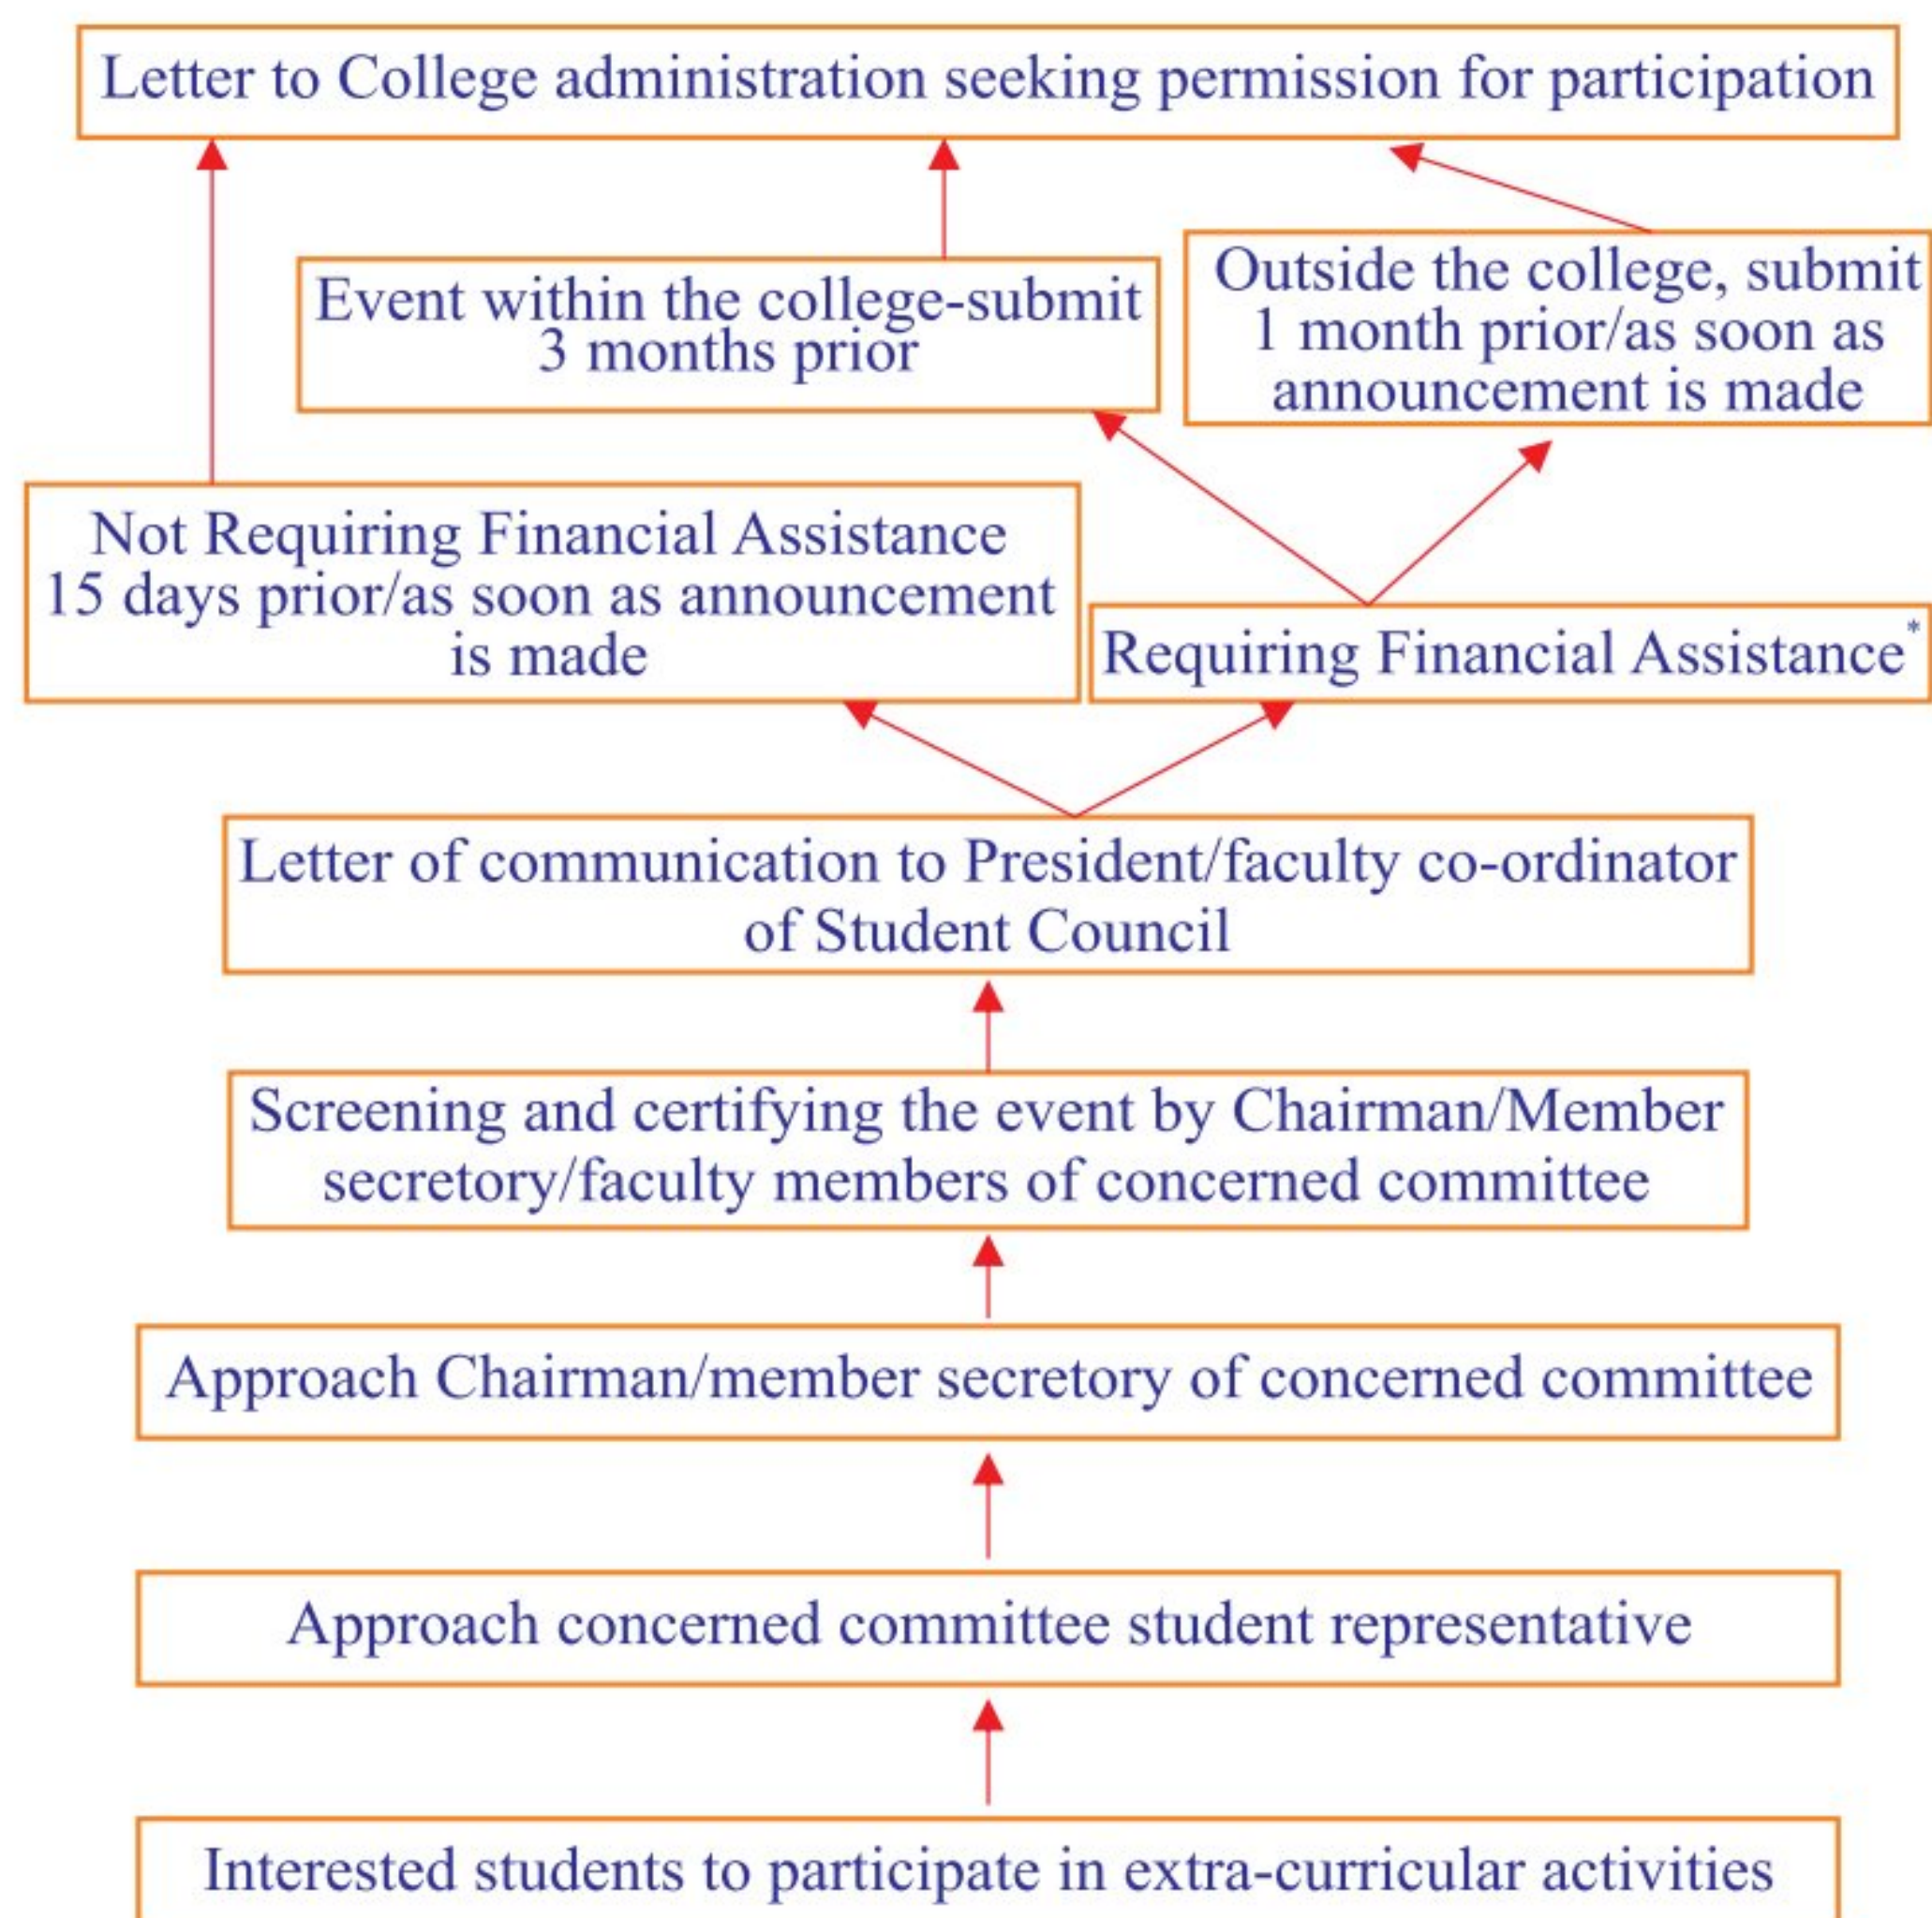 Letter to College administration seeking permission for participation
Event within the college-submit
3 months prior
Outside the college, submit
1 month prior/as soon as
announcement is made
Not Requiring Financial Assistance
15 days prior/as soon as announcement
is made
Requiring Financial Assistance*
Letter of communication to President/faculty co-ordinator
of Student Council
Screening and certifying the event by Chairman/Member
secretory/faculty members of concerned committee
Approach Chairman/member secretory of concerned committee
Approach concerned committee student representative
Interested students to participate in extra-curricular activities